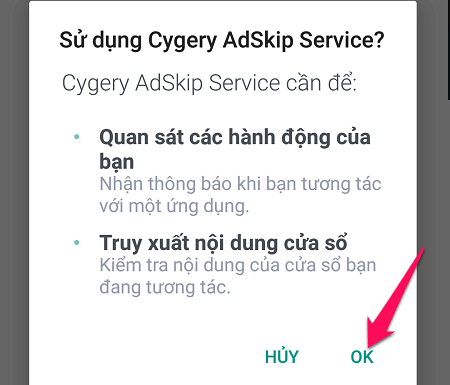 Sử dụng Cygery AdSkip Service?
Cygery AdSkip Service cần để:
• Quan sát các hành động của
bạn
Nhận thông báo khi bạn tương tác
với một ứng dụng.
• Truy xuất nội dung cửa sổ
Kiểm tra nội dung của cửa sổ bạn
đang tương tác.
HỦY OK